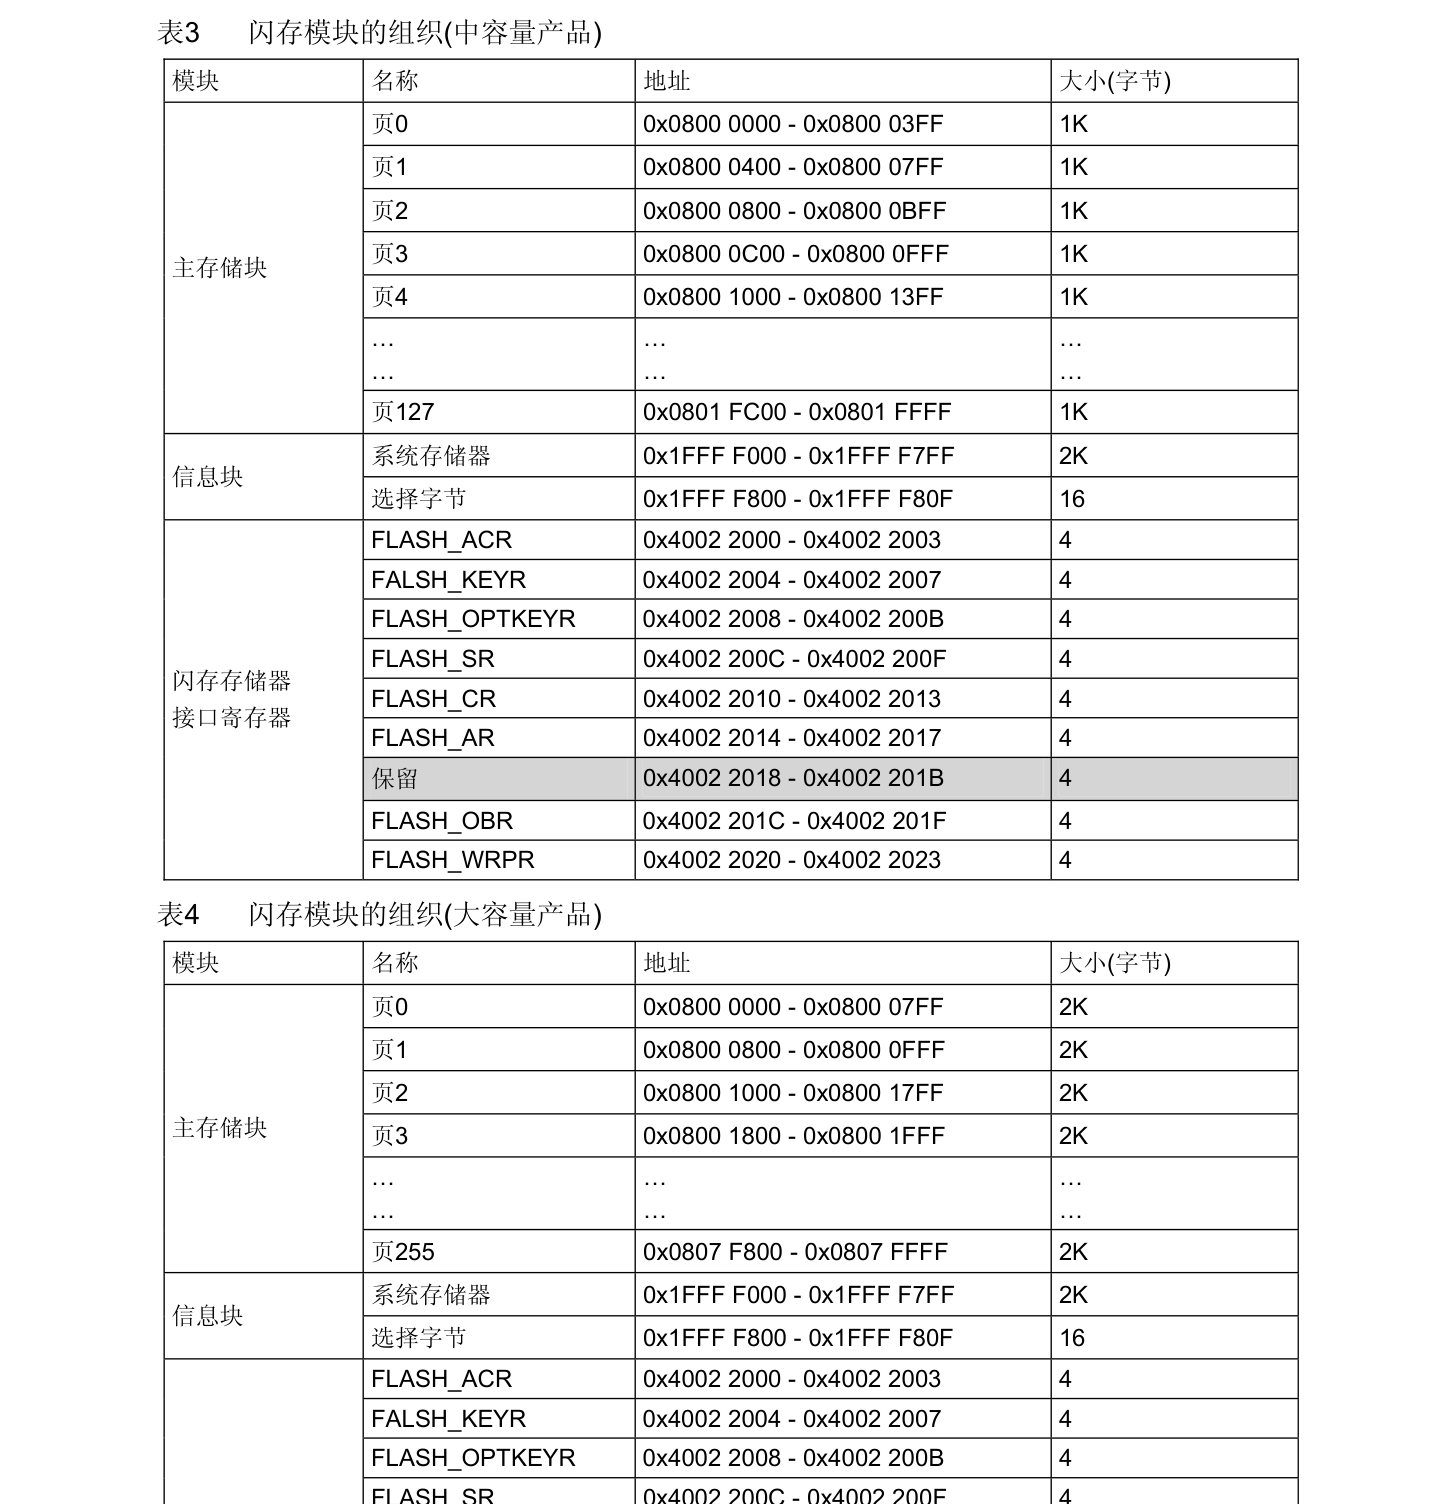 表3 闪存模块的组织(中容量产品)
模块 名称 地址 大小(字节)
主存储块
页0 0x0800 0000 - 0x0800 03FF 1K
页1 0x0800 0400 - 0x0800 07FF 1K
页2 0x0800 0800 - 0x0800 0BFF 1K
页3 0x0800 0C00 - 0x0800 0FFF 1K
页4 0x0800 1000 - 0x0800 13FF 1K
… … …
… … …
页127 0x0801 FC00 - 0x0801 FFFF 1K
信息块
系统存储器 0x1FFF F000 - 0x1FFF F7FF 2K
选择字节 0x1FFF F800 - 0x1FFF F80F 16
闪存存储器
接口寄存器
FLASH_ACR 0x4002 2000 - 0x4002 2003 4
FALSH_KEYR 0x4002 2004 - 0x4002 2007 4
FLASH_OPTKEYR 0x4002 2008 - 0x4002 200B 4
FLASH_SR 0x4002 200C - 0x4002 200F 4
FLASH_CR 0x4002 2010 - 0x4002 2013 4
FLASH_AR 0x4002 2014 - 0x4002 2017 4
保留 0x4002 2018 - 0x4002 201B 4
FLASH_OBR 0x4002 201C - 0x4002 201F 4
FLASH_WRPR 0x4002 2020 - 0x4002 2023 4
表4 闪存模块的组织(大容量产品)
模块 名称 地址 大小(字节)
主存储块
页0 0x0800 0000 - 0x0800 07FF 2K
页1 0x0800 0800 - 0x0800 0FFF 2K
页2 0x0800 1000 - 0x0800 17FF 2K
页3 0x0800 1800 - 0x0800 1FFF 2K
… … …
… … …
页255 0x0807 F800 - 0x0807 FFFF 2K
信息块
系统存储器 0x1FFF F000 - 0x1FFF F7FF 2K
选择字节 0x1FFF F800 - 0x1FFF F80F 16
FLASH_ACR 0x4002 2000 - 0x4002 2003 4
FALSH_KEYR 0x4002 2004 - 0x4002 2007 4
FLASH_OPTKEYR 0x4002 2008 - 0x4002 200B 4
FLASH_SR 0x4002 200C - 0x4002 200F 4